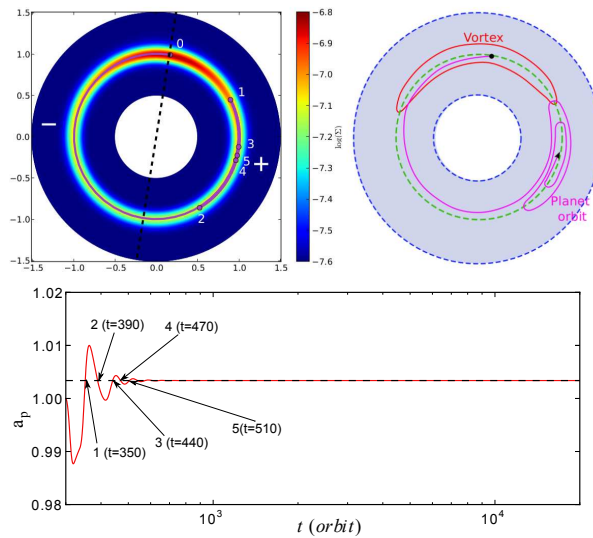 1.5
1.0
0.5
0.0
−0.5
−1.0
−1.5
−1.5 −1.0 −0.5 0.0 0.5 1.0 1.5
0
1
2
3
5
4
−
+
−6.8
−6.9
−7.0
−7.1
−7.2
−7.3
−7.4
−7.5
−7.6
log(Σ)
Vortex
Planet
orbit
1.02
1.01
1.00
0.99
0.98
a_p
2 (t=390)
4 (t=470)
1 (t=350)
3 (t=440)
5(t=510)
10³ 10⁴
t (orbit)